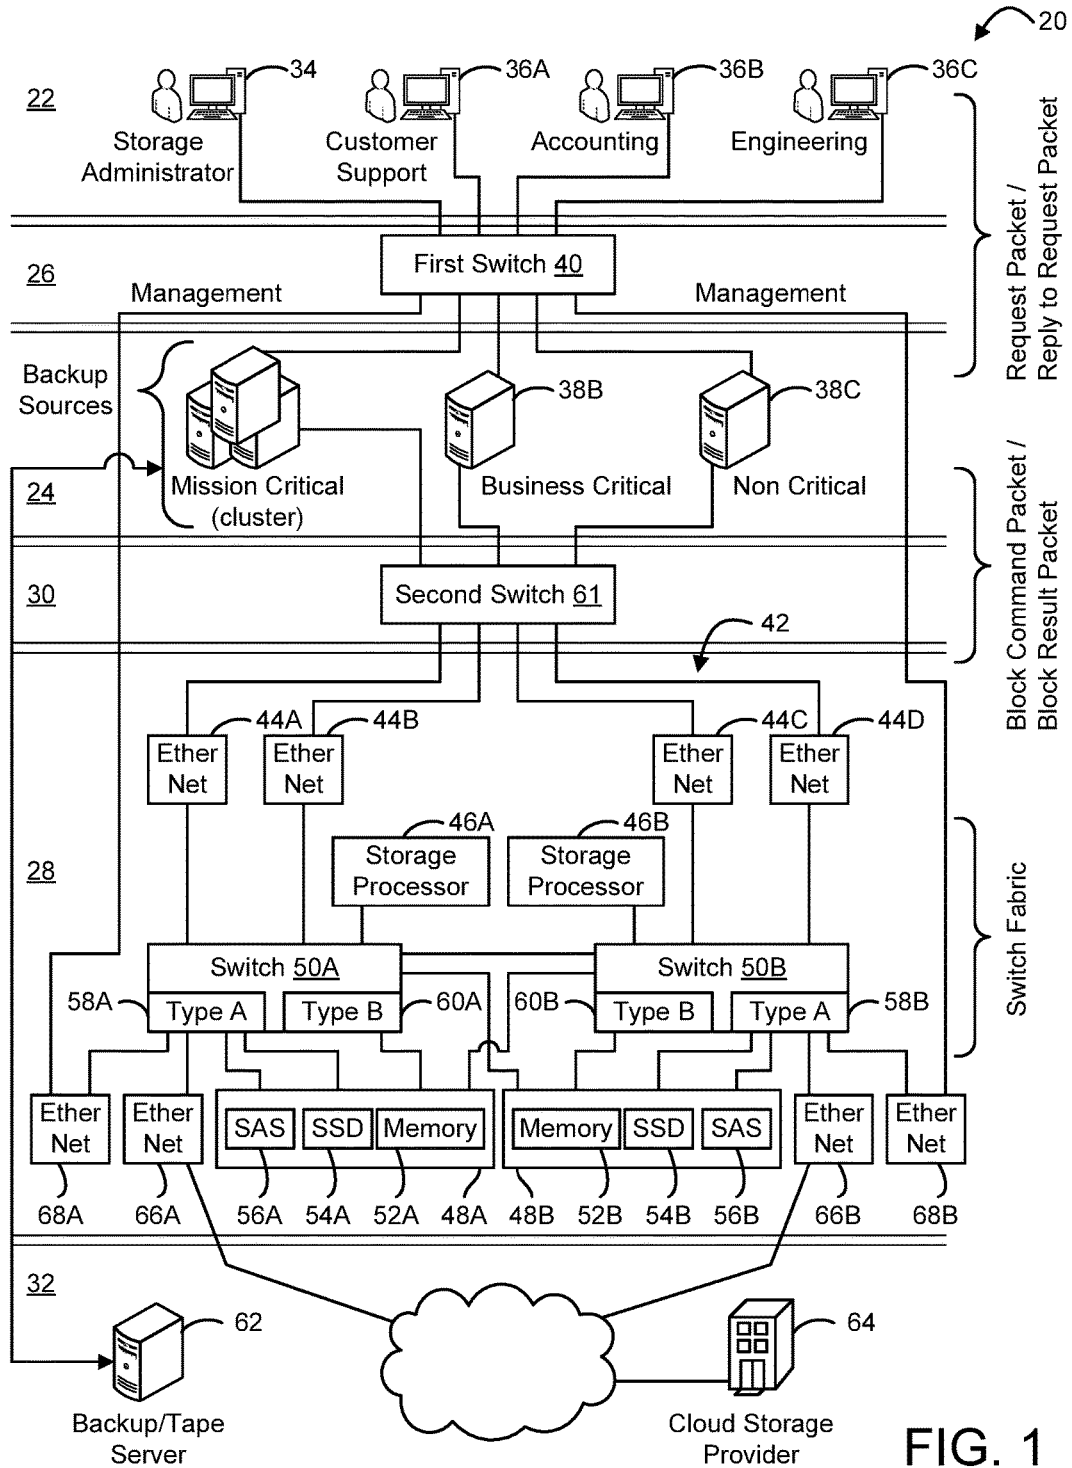 20
34
36A
36B
36C
22
Storage
Administrator
Customer
Support
Accounting
Engineering
Request Packet /
Reply to Request Packet
First Switch 40
26
Management
Management
Backup
Sources
38B
38C
24
Mission Critical
(cluster)
Business Critical
Non Critical
Block Command Packet /
Block Result Packet
30
Second Switch 61
42
44A
44B
44C
44D
Ether
Net
Ether
Net
Ether
Net
Ether
Net
46A
46B
Storage
Processor
Storage
Processor
28
Switch Fabric
Switch 50A
Switch 50B
58A
Type A
Type B
60A
60B
Type B
Type A
58B
Ether
Net
Ether
Net
SAS
SSD
Memory
Memory
SSD
SAS
Ether
Net
Ether
Net
68A
66A
56A
54A
52A
48A
48B
52B
54B
56B
66B
68B
32
62
64
Backup/Tape
Server
Cloud Storage
Provider
FIG. 1